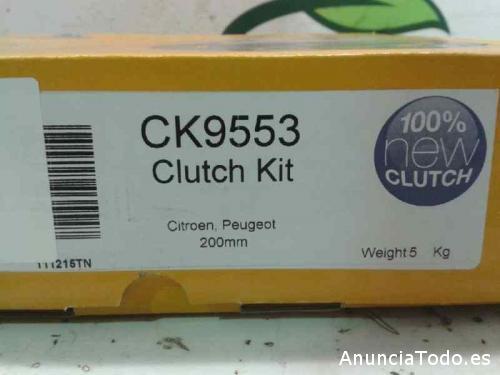 CK9553
Clutch Kit
Citroen, Peugeot
200mm
Weight 5 Kg
100%
new
CLUTCH
111215TN
AnunciaTodo.es